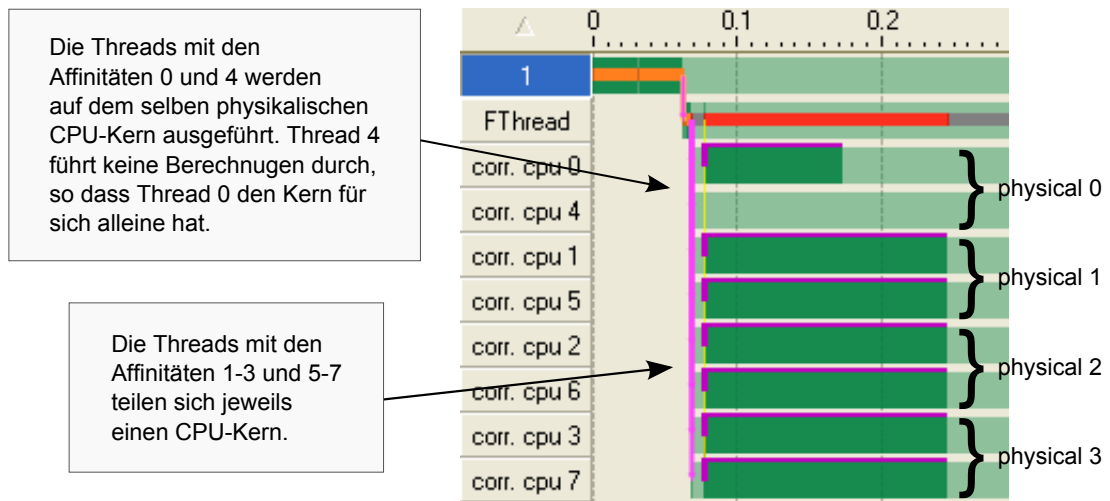 Die Threads mit den
Affinitäten 0 und 4 werden
auf dem selben physikalischen
CPU-Kern ausgeführt. Thread 4
führt keine Berechnugen durch,
so dass Thread 0 den Kern für
sich alleine hat.
Die Threads mit den
Affinitäten 1-3 und 5-7
teilen sich jeweils
einen CPU-Kern.
0 0.1 0.2
1
FThread
corr. cpu 0
corr. cpu 4
corr. cpu 1
corr. cpu 5
corr. cpu 2
corr. cpu 6
corr. cpu 3
corr. cpu 7
physical 0
physical 1
physical 2
physical 3